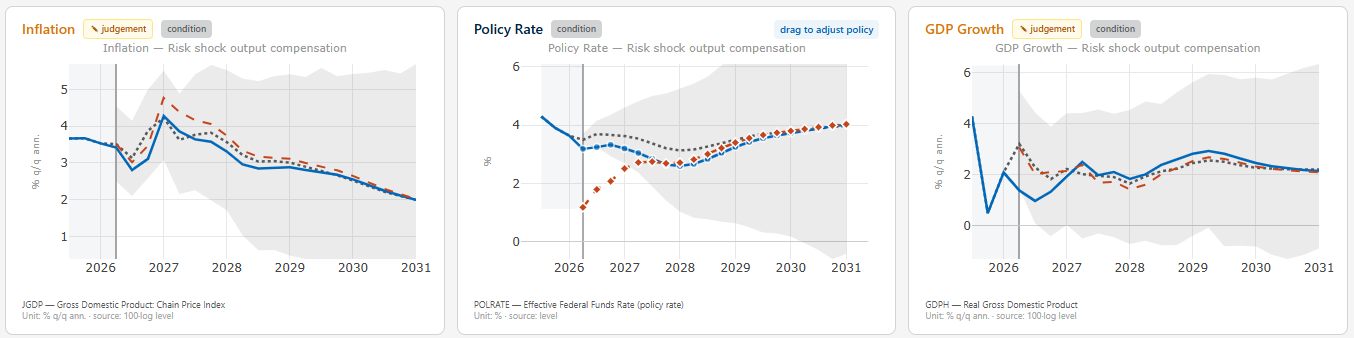 Inflation judgement condition
Inflation — Risk shock output compensation
5
4
3
2
1
% q/q ann.
2026 2027 2028 2029 2030 2031
JGDP — Gross Domestic Product: Chain Price Index
Unit: % q/q ann. · source: 100·log level
Policy Rate condition drag to adjust policy
Policy Rate — Risk shock output compensation
6
4
2
0
%
2026 2027 2028 2029 2030 2031
POLRATE — Effective Federal Funds Rate (policy rate)
Unit: % · source: level
GDP Growth judgement condition
GDP Growth — Risk shock output compensation
6
4
2
0
% q/q ann.
2026 2027 2028 2029 2030 2031
GDPH — Real Gross Domestic Product
Unit: % q/q ann. · source: 100·log level